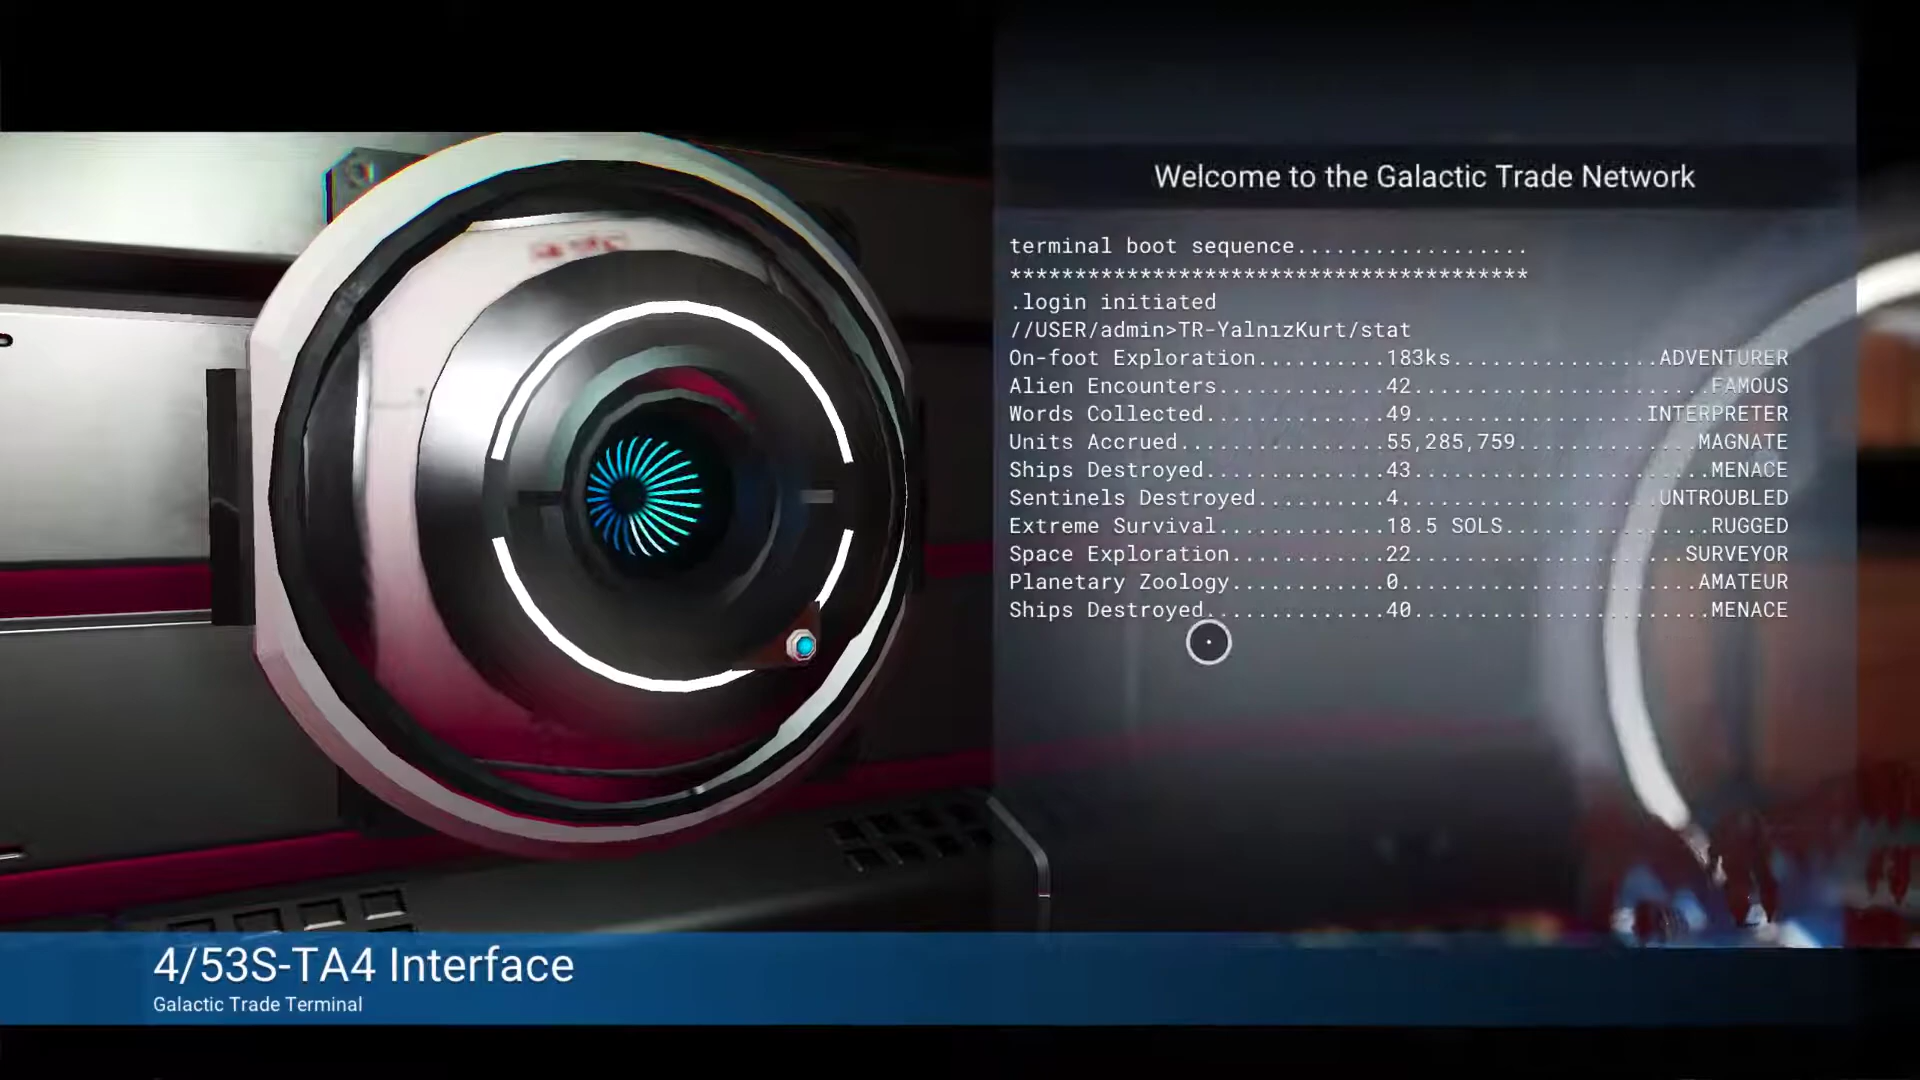 Welcome to the Galactic Trade Network
terminal boot sequence..................
****************************************
.login initiated
//USER/admin>TR-YalnızKurt/stat
On-foot Exploration..........183ks................ADVENTURER
Alien Encounters.............42.......................FAMOUS
Words Collected..............49..................INTERPRETER
Units Accrued................55,285,759..............MAGNATE
Ships Destroyed..............43.......................MENACE
Sentinels Destroyed..........4...................UNTROUBLED
Extreme Survival.............18.5 SOLS................RUGGED
Space Exploration............22.....................SURVEYOR
Planetary Zoology............0.......................AMATEUR
Ships Destroyed..............40.......................MENACE
4/53S-TA4 Interface
Galactic Trade Terminal